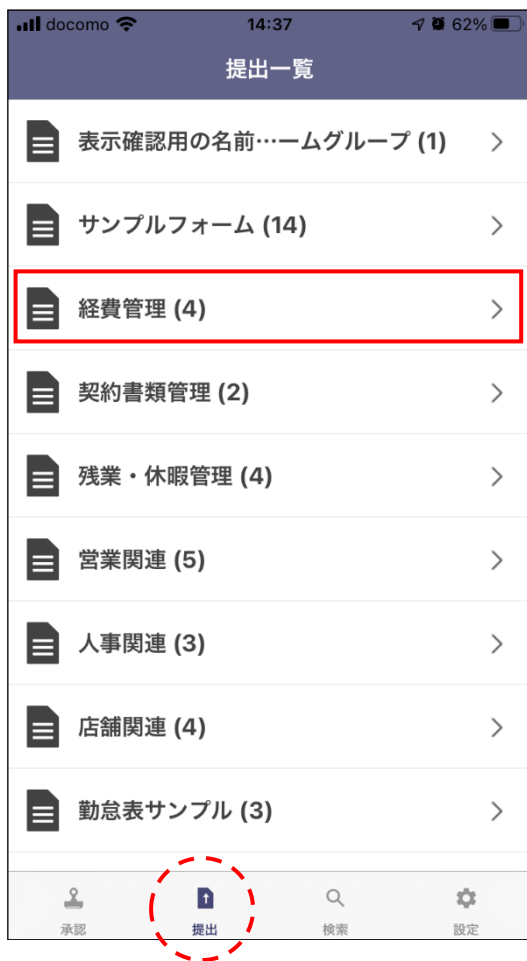 docomo 14:37 62%
提出一覧
表示確認用の名前…ームグループ (1)
サンプルフォーム (14)
経費管理 (4)
契約書類管理 (2)
残業・休暇管理 (4)
営業関連 (5)
人事関連 (3)
店舗関連 (4)
勤怠表サンプル (3)
承認 提出 検索 設定